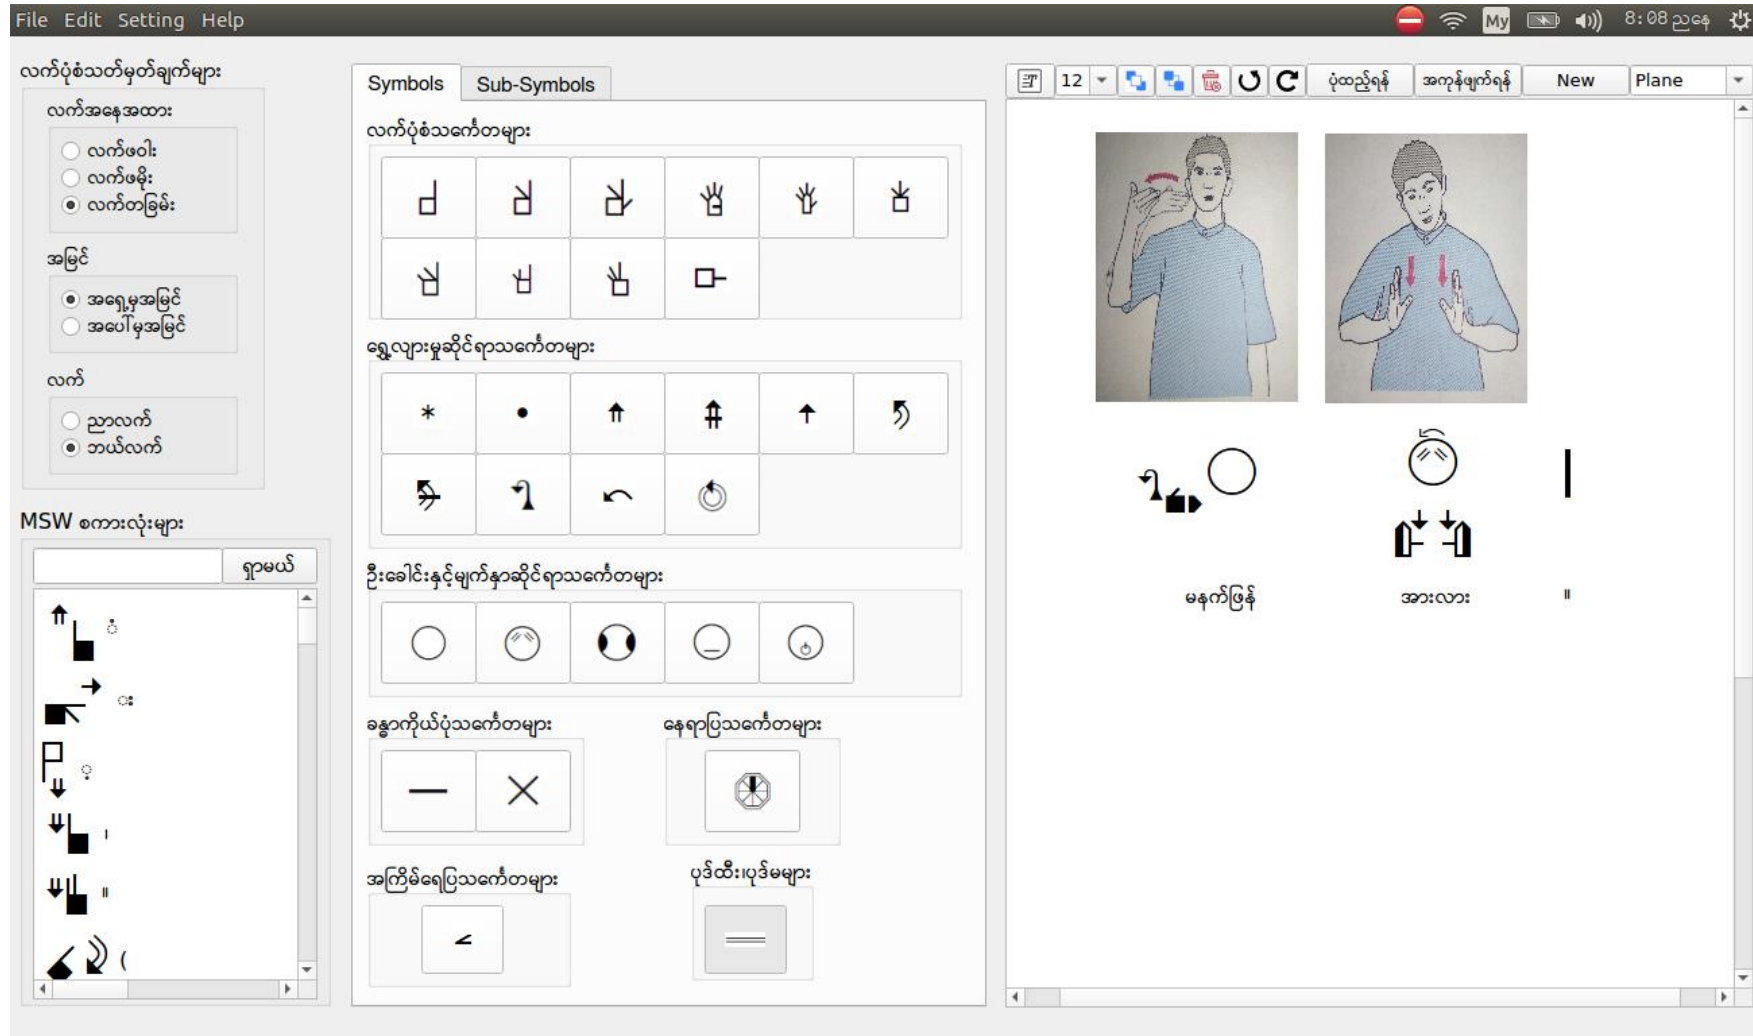 File Edit Setting Help
My 8:08 ညနေ
လက်ပုံစံသတ်မှတ်ချက်များ
လက်အနေအထား
လက်ဖဝါး
လက်ဖမိုး
လက်တခြမ်း
အမြင်
အရှေ့မှအမြင်
အပေါ်မှအမြင်
လက်
ညာလက်
ဘယ်လက်
MSW စကားလုံးများ
ရှာမယ်
ံ
း
့
၊
။
(
Symbols Sub-Symbols
လက်ပုံစံသင်္ကေတများ
ရွှေ့လျားမှုဆိုင်ရာသင်္ကေတများ
ဦးခေါင်းနှင့်မျက်နှာဆိုင်ရာသင်္ကေတများ
ခန္ဓာကိုယ်ပုံသင်္ကေတများ နေရာပြသင်္ကေတများ
အကြိမ်ရေပြသင်္ကေတများ ပုဒ်ထီး၊ပုဒ်မများ
T 12 ပုံထည့်ရန် အကုန်ဖျက်ရန် New Plane
မနက်ဖြန် အားလား ။